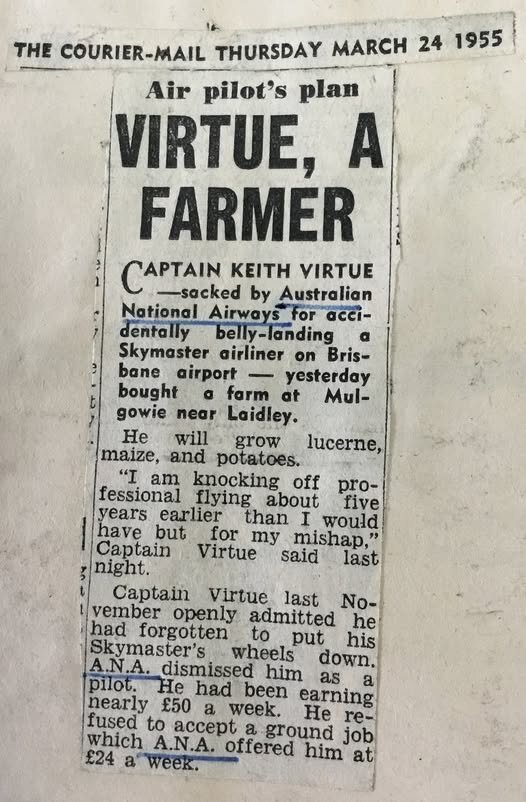 THE COURIER-MAIL THURSDAY MARCH 24 1955
Air pilot's plan
VIRTUE, A
FARMER
CAPTAIN KEITH VIRTUE
—sacked by Australian
National Airways for acci-
dentally belly-landing a
Skymaster airliner on Bris-
bane airport — yesterday
bought a farm at Mul-
gowie near Laidley.
He will grow lucerne,
maize, and potatoes.
"I am knocking off pro-
fessional flying about five
years earlier than I would
have but for my mishap,"
Captain Virtue said last
night.
Captain Virtue last No-
vember openly admitted he
had forgotten to put his
Skymaster's wheels down.
A.N.A. dismissed him as a
pilot. He had been earning
nearly £50 a week. He re-
fused to accept a ground job
which A.N.A. offered him at
£24 a week.